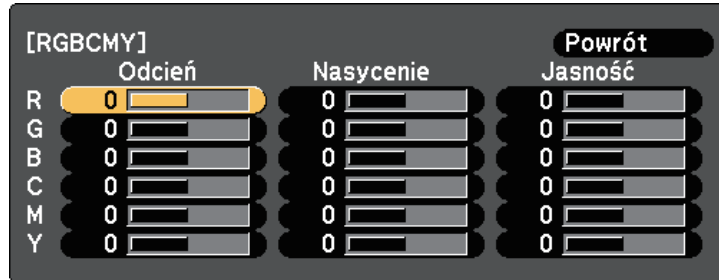 [RGBCMY] Powrót
Odcień Nasycenie Jasność
R 0 0 0
G 0 0 0
B 0 0 0
C 0 0 0
M 0 0 0
Y 0 0 0